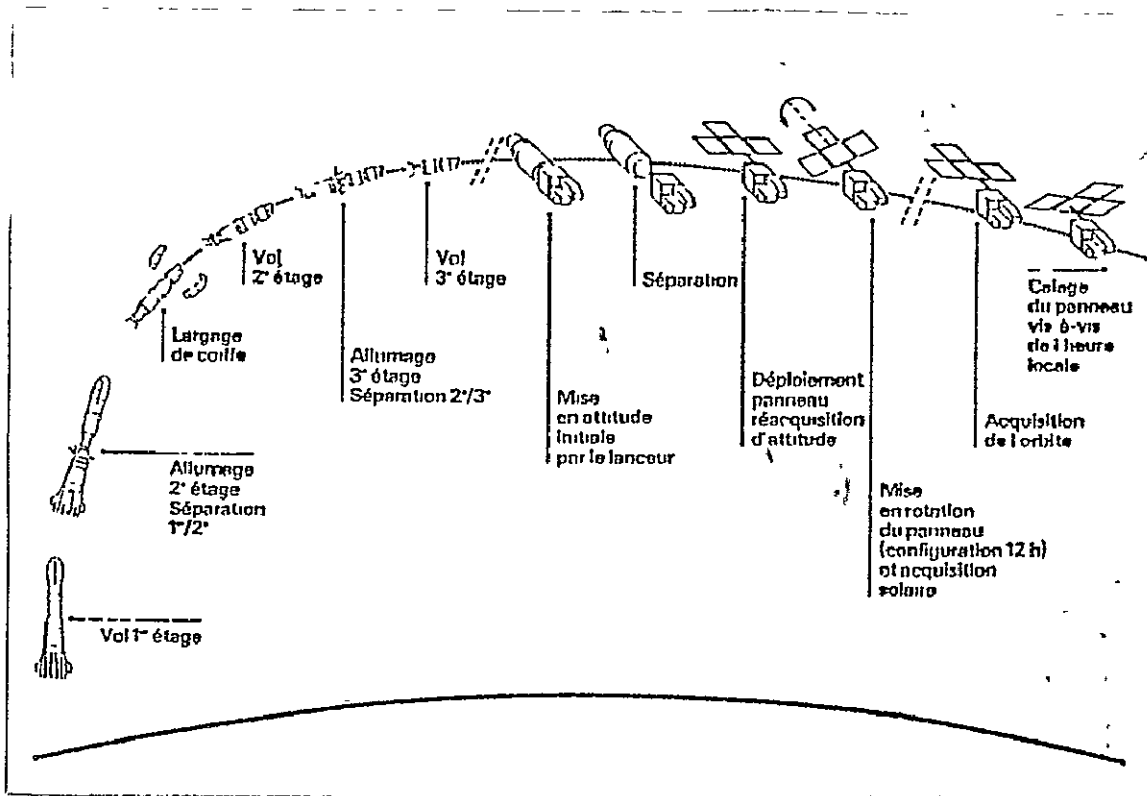 Vol 1er étage
Allumage
2e étage
Séparation
1er/2e
Largage
de coiffe
Vol
2e étage
Allumage
3e étage
Séparation 2e/3e
Vol
3e étage
Mise
en attitude
initiale
par le lanceur
Séparation
Déploiement
panneau
réacquisition
d'attitude
Mise
en rotation
du panneau
(configuration 12 h)
et acquisition
solaire
Acquisition
de l'orbite
Calage
du panneau
vis à-vis
de l'heure
locale